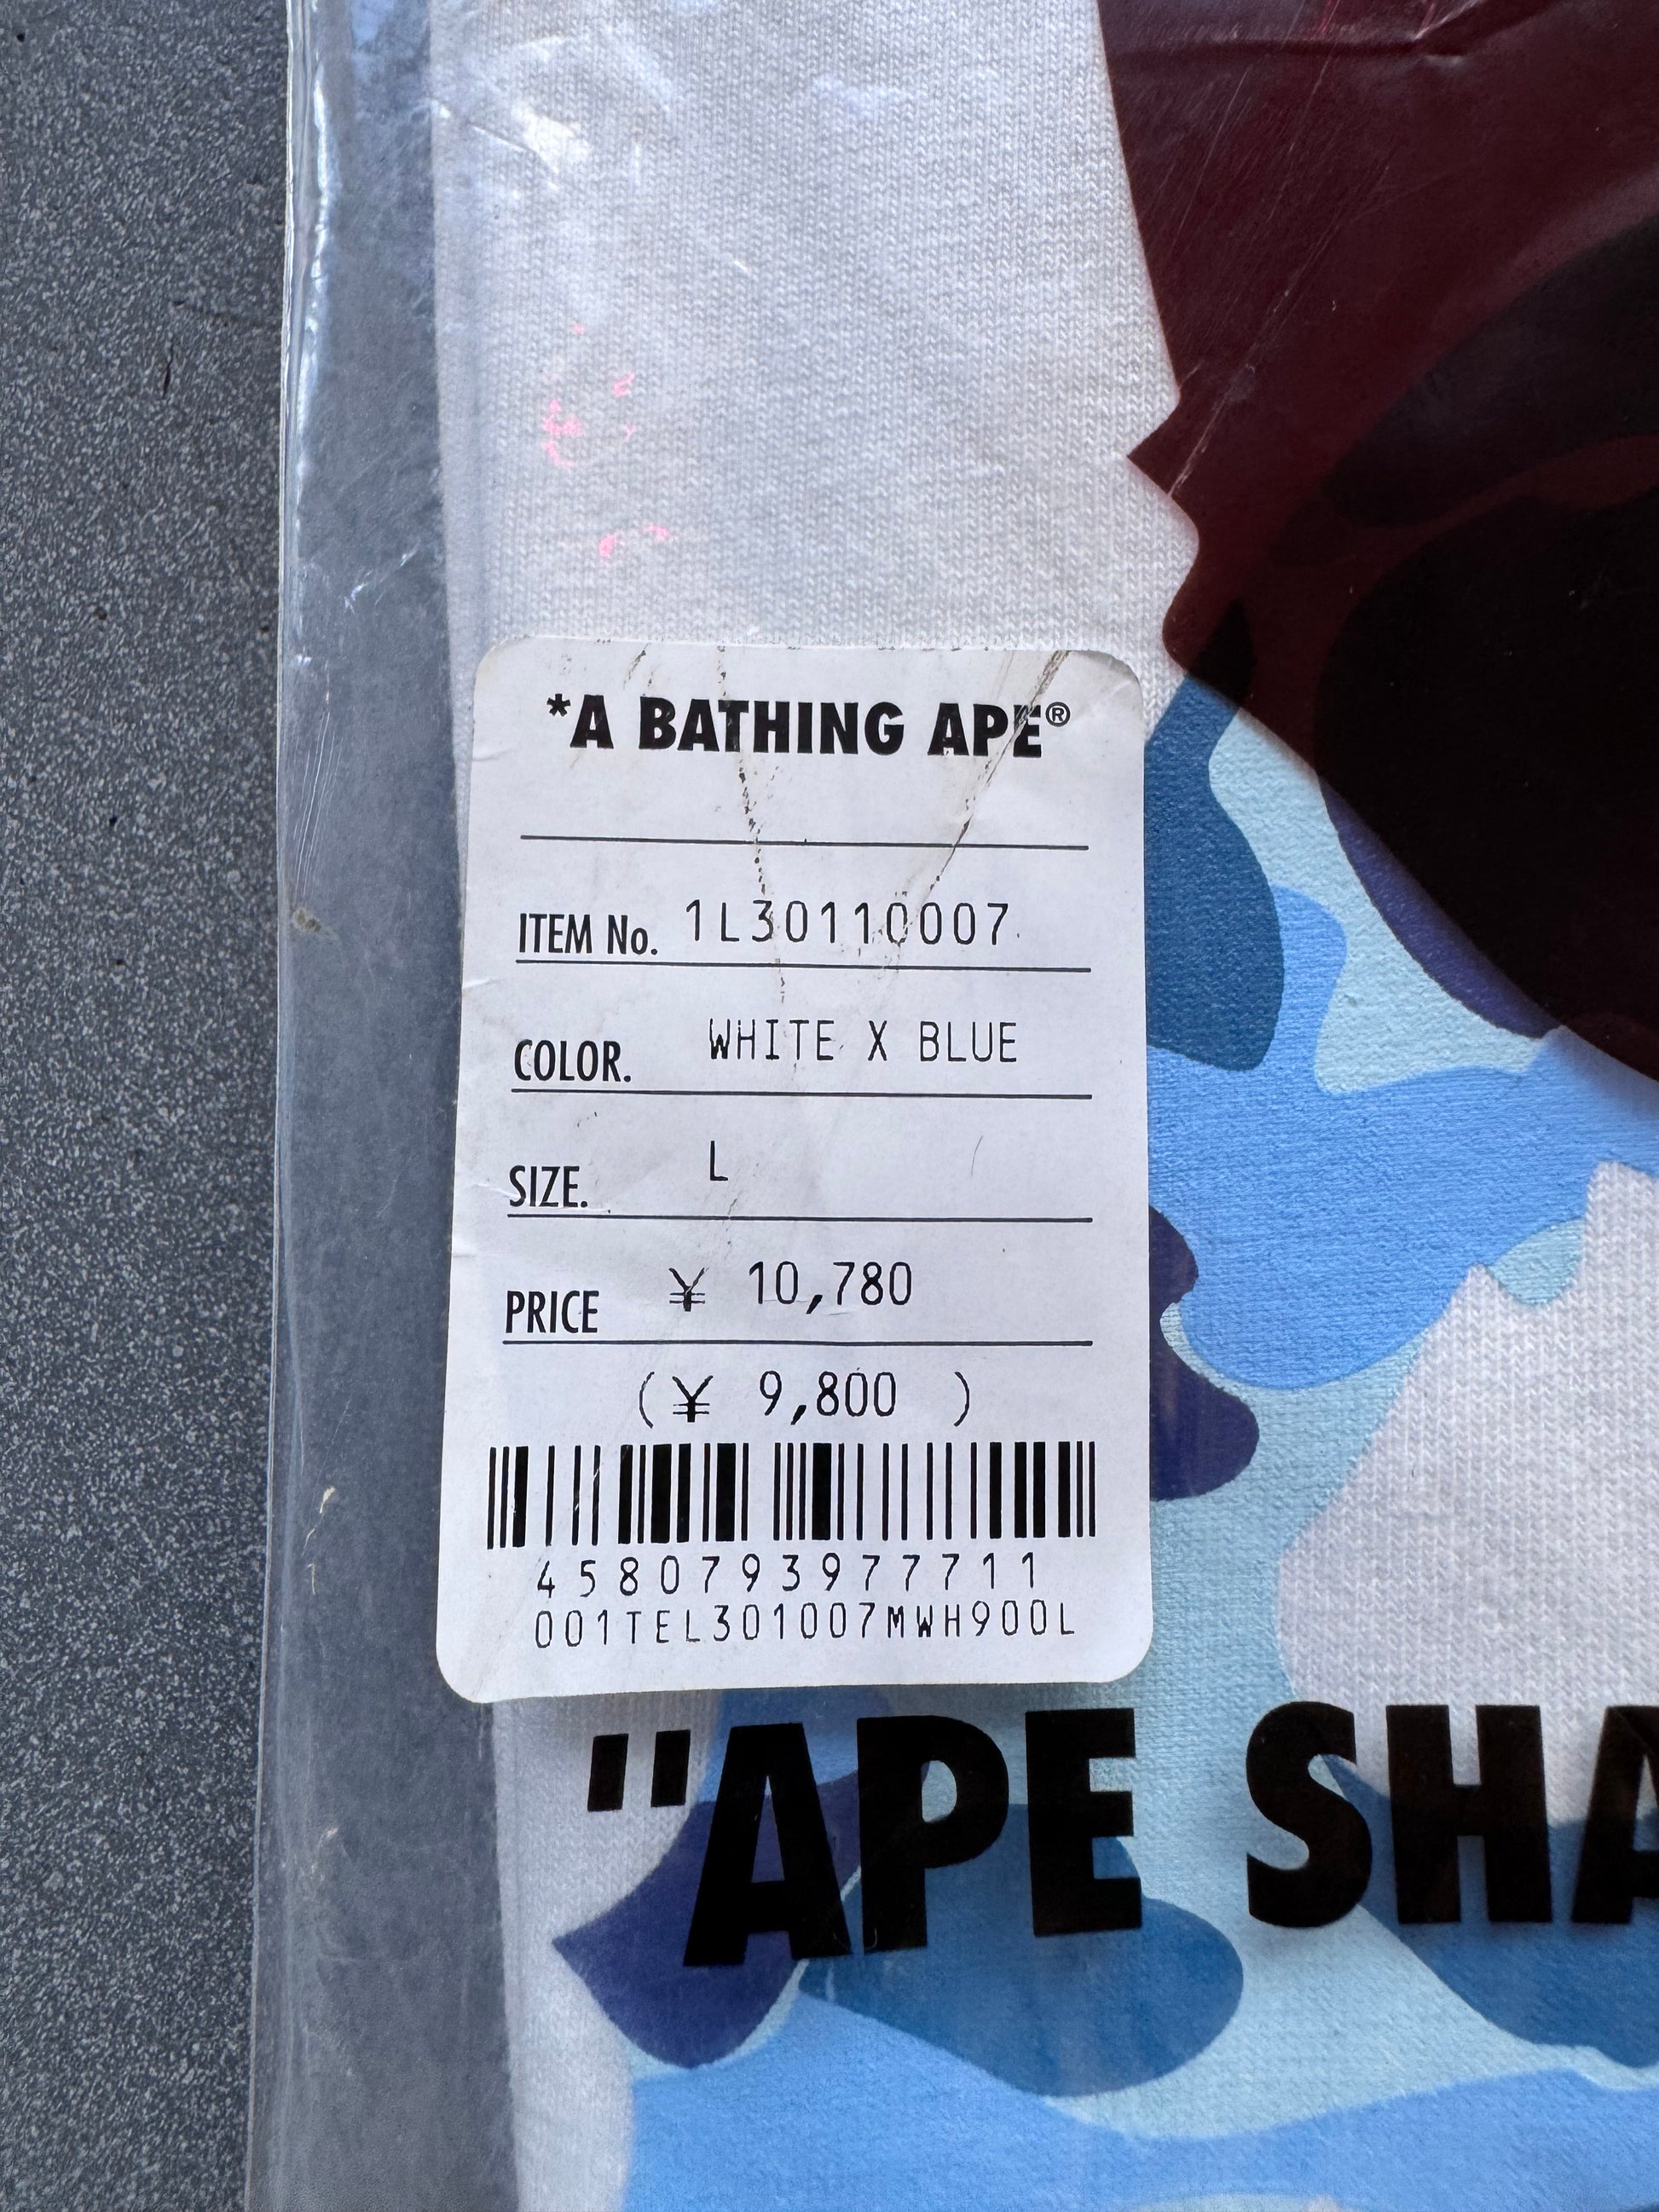 *A BATHING APE®
ITEM No. 1L30110007
COLOR. WHITE X BLUE
SIZE. L
PRICE ¥ 10,780
(¥ 9,800 )
4580793977711
001TEL301007MWH900L
"APE SHA